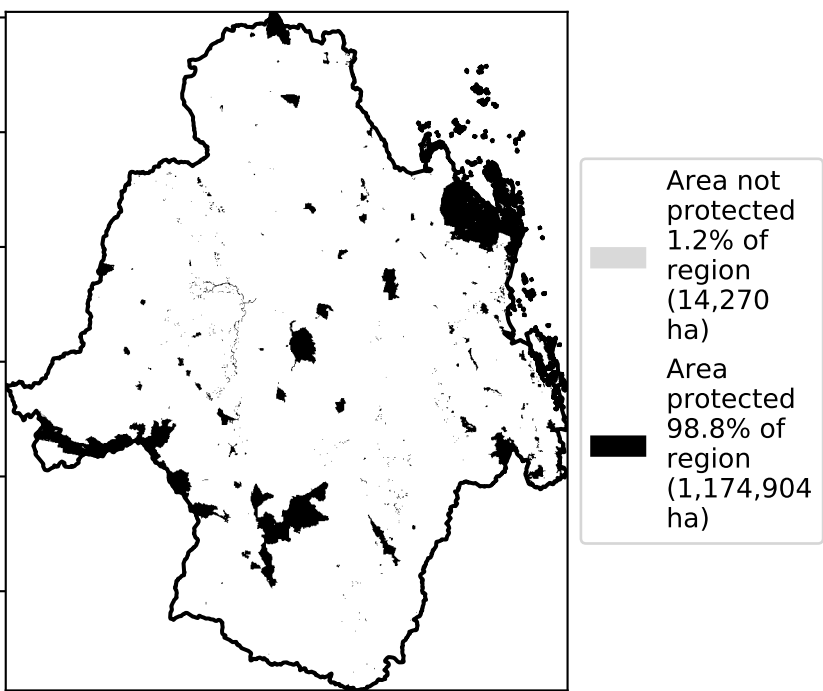 Area not
protected
1.2% of
region
(14,270
ha)
Area
protected
98.8% of
region
(1,174,904
ha)